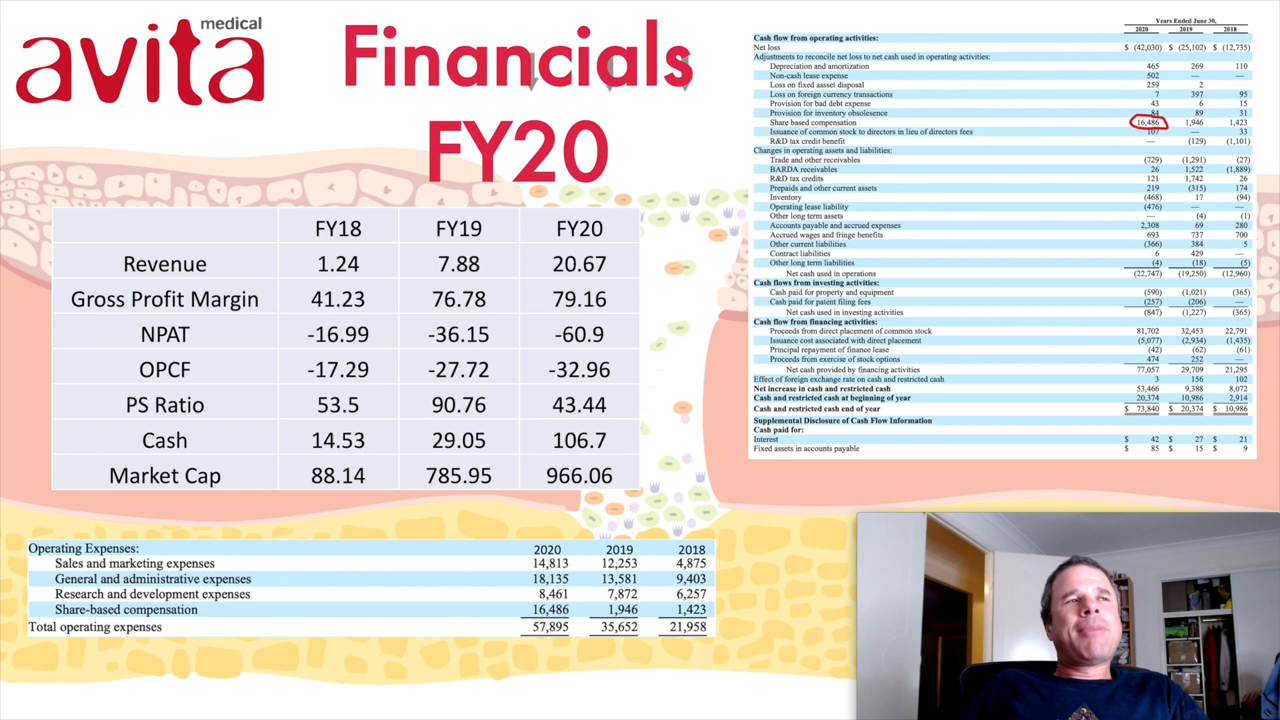 avita
medical
Financials
FY20
FY18 FY19 FY20
Revenue 1.24 7.88 20.67
Gross Profit Margin 41.23 76.78 79.16
NPAT -16.99 -36.15 -60.9
OPCF -17.29 -27.72 -32.96
PS Ratio 53.5 90.76 43.44
Cash 14.53 29.05 106.7
Market Cap 88.14 785.95 966.06
Operating Expenses: 2020 2019 2018
Sales and marketing expenses 14,813 12,253 4,875
General and administrative expenses 18,135 13,581 9,403
Research and development expenses 8,461 7,872 6,257
Share-based compensation 16,486 1,946 1,423
Total operating expenses 57,895 35,652 21,958
Years Ended June 30,
2020 2019 2018
Cash flow from operating activities:
Net loss $ (42,030) $ (25,102) $ (12,735)
Adjustments to reconcile net loss to net cash used in operating activities:
Depreciation and amortization 465 269 110
Non-cash lease expense 502 — —
Loss on fixed assset disposal 259 2
Loss on foreign currency transactions 7 397 95
Provision for bad debt expense 43 6 15
Provision for inventory obsolesence 84 89 31
Share based compensation 16,486 1,946 1,423
Issuance of common stock to directors in lieu of directors fees 107 — 33
R&D tax credit benefit — (129) (1,101)
Changes in operating assets and liabilities:
Trade and other receivables (729) (1,291) (27)
BARDA receivables 26 1,522 (1,889)
R&D tax credits 121 1,742 26
Prepaids and other current assets 219 (315) 174
Inventory (468) 17 (94)
Operating lease liability (476) — —
Other long term assets — (4) (1)
Accounts payable and accrued expenses 2,308 69 280
Accrued wages and fringe benefits 693 737 700
Other current liabilities (366) 384 5
Contract liabilities 6 429 —
Other long term liabilities (4) (18) (5)
Net cash used in operations (22,747) (19,250) (12,960)
Cash flows from investing activities:
Cash paid for property and equipment (590) (1,021) (365)
Cash paid for patent filing fees (257) (206) —
Net cash used in investing activities (847) (1,227) (365)
Cash flow from financing activities:
Proceeds from direct placement of common stock 81,702 32,453 22,791
Issuance cost associated with direct placement (5,077) (2,934) (1,435)
Principal repayment of finance lease (42) (62) (61)
Proceeds from exercise of stock options 474 252 —
Net cash provided by financing activities 77,057 29,709 21,295
Effect of foreign exchange rate on cash and restricted cash 3 156 102
Net increase in cash and restricted cash 53,466 9,388 8,072
Cash and restricted cash at beginning of year 20,374 10,986 2,914
Cash and restricted cash end of year $ 73,840 $ 20,374 $ 10,986
Supplemental Disclosure of Cash Flow Information
Cash paid for:
Interest $ 42 $ 27 $ 21
Fixed assets in accounts payable $ 85 $ 15 $ 9